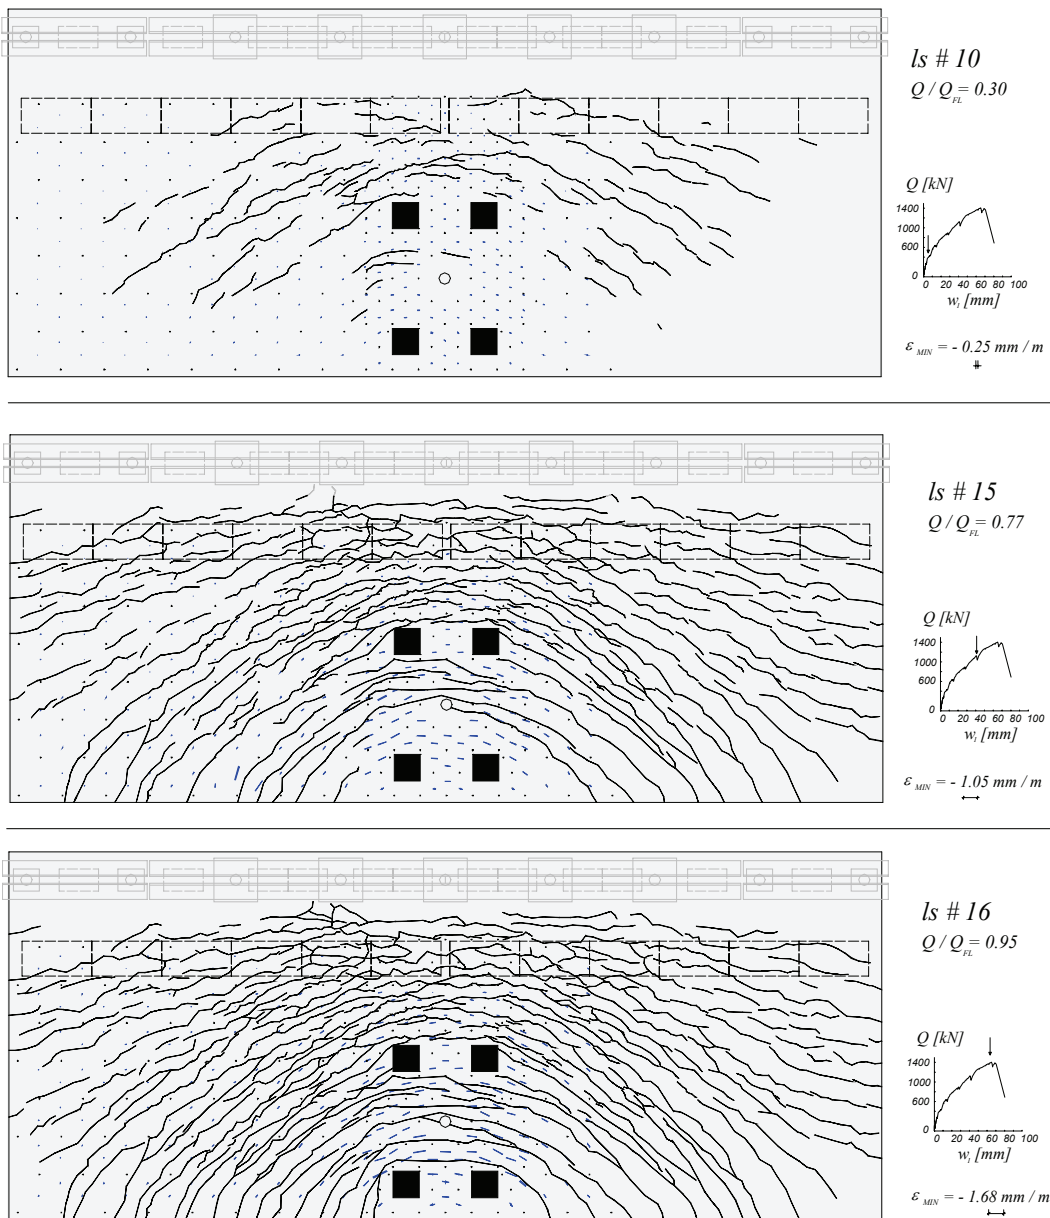 ls # 10
Q / Q_FL = 0.30
Q [kN]
1400
1000
600
0
0 20 40 60 80 100
w_1 [mm]
ε_MIN = - 0.25 mm / m
ls # 15
Q / Q_FL = 0.77
Q [kN]
1400
1000
600
0
0 20 40 60 80 100
w_1 [mm]
ε_MIN = - 1.05 mm / m
ls # 16
Q / Q_FL = 0.95
Q [kN]
1400
1000
600
0
0 20 40 60 80 100
w_1 [mm]
ε_MIN = - 1.68 mm / m